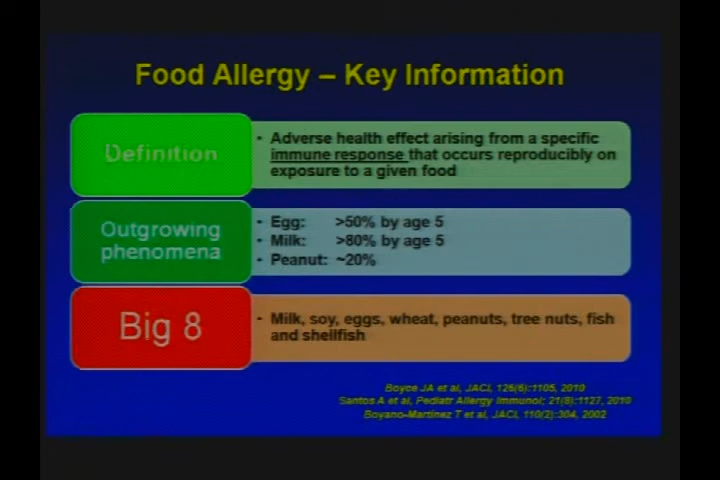 Food Allergy – Key Information
Definition
• Adverse health effect arising from a specific
immune response that occurs reproducibly on
exposure to a given food
Outgrowing
phenomena
• Egg: >50% by age 5
• Milk: >80% by age 5
• Peanut: ~20%
Big 8
• Milk, soy, eggs, wheat, peanuts, tree nuts, fish
and shellfish
Boyce JA et al, JACI, 126(6):1105, 2010
Santos A et al, Pediatr Allergy Immunol; 21(8):1127, 2010
Boyano-Martinez T et al, JACI, 110(2):304, 2002